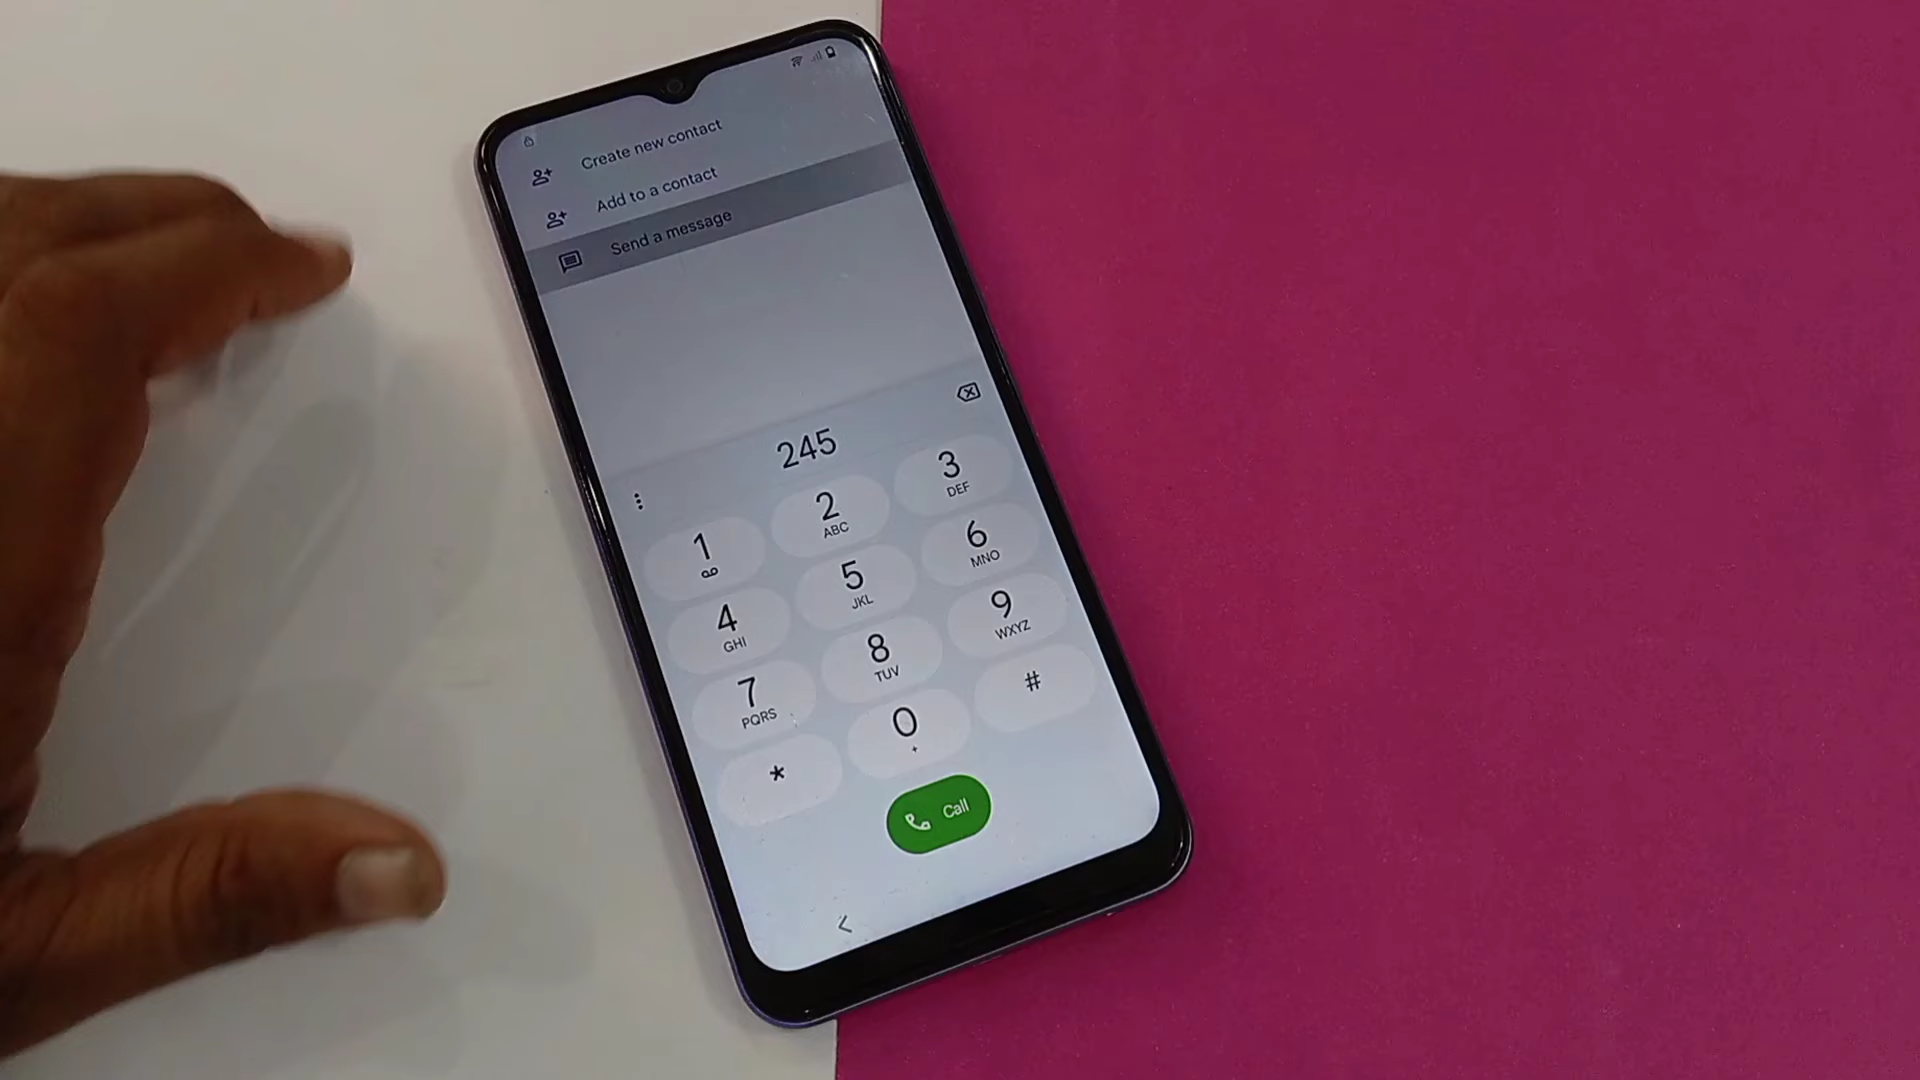 Create new contact
Add to a contact
Send a message
245
1
2
ABC
3
DEF
4
GHI
5
JKL
6
MNO
7
PQRS
8
TUV
9
WXYZ
*
0
+
#
Call